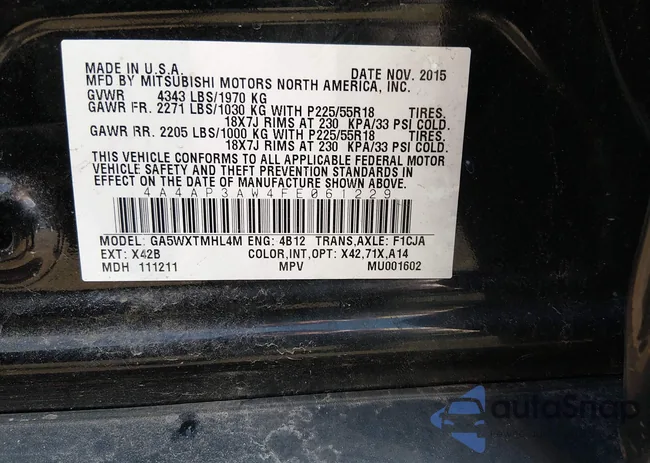 MADE IN U.S.A. DATE NOV. 2015
MFD BY MITSUBISHI MOTORS NORTH AMERICA, INC.
GVWR 4343 LBS/1970 KG
GAWR FR. 2271 LBS/1030 KG WITH P225/55R18 TIRES.
18X7J RIMS AT 230 KPA/33 PSI COLD.
GAWR RR. 2205 LBS/1000 KG WITH P225/55R18 TIRES.
18X7J RIMS AT 230 KPA/33 PSI COLD.
THIS VEHICLE CONFORMS TO ALL APPLICABLE FEDERAL MOTOR
VEHICLE SAFETY AND THEFT PREVENTION STANDARDS IN
EFFECT ON THE DATE OF MANUFACTURE SHOWN ABOVE.
4A4AP3AW4FE061229
MODEL: GA5WXTMHL4M ENG: 4B12 TRANS,AXLE: F1CJA
EXT: X42B COLOR,INT,OPT: X42,71X,A14
MDH 111211 MPV MU001602
autoSnap